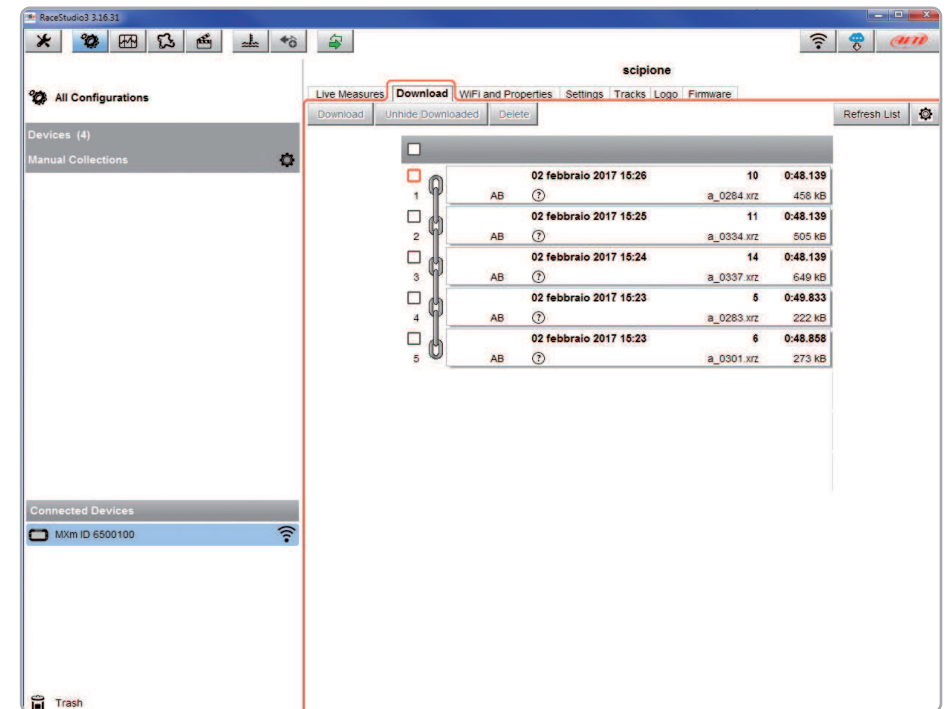 RaceStudio3 3.16.31
AiM
scipione
All Configurations
Live Measures Download WiFi and Properties Settings Tracks Logo Firmware
Download Unhide Downloaded Delete Refresh List
Devices (4)
Manual Collections
02 febbraio 2017 15:26 10 0:48.139
1 AB ? a_0284.xrz 458 kB
02 febbraio 2017 15:25 11 0:48.139
2 AB ? a_0334.xrz 505 kB
02 febbraio 2017 15:24 14 0:48.139
3 AB ? a_0337.xrz 649 kB
02 febbraio 2017 15:23 5 0:49.833
4 AB ? a_0283.xrz 222 kB
02 febbraio 2017 15:23 6 0:48.858
5 AB ? a_0301.xrz 273 kB
Connected Devices
MXm ID 6500100
Trash